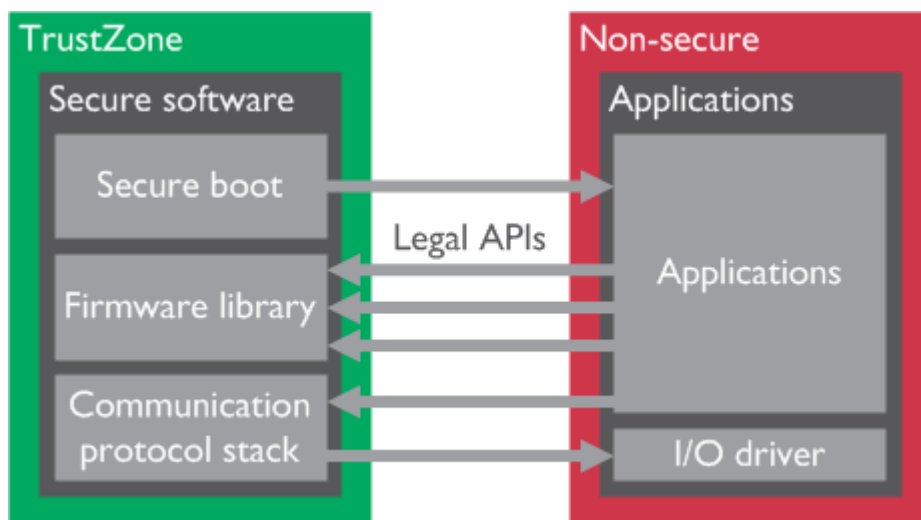 TrustZone
Secure software
Secure boot
Firmware library
Communication
protocol stack
Legal APIs
Non-secure
Applications
Applications
I/O driver